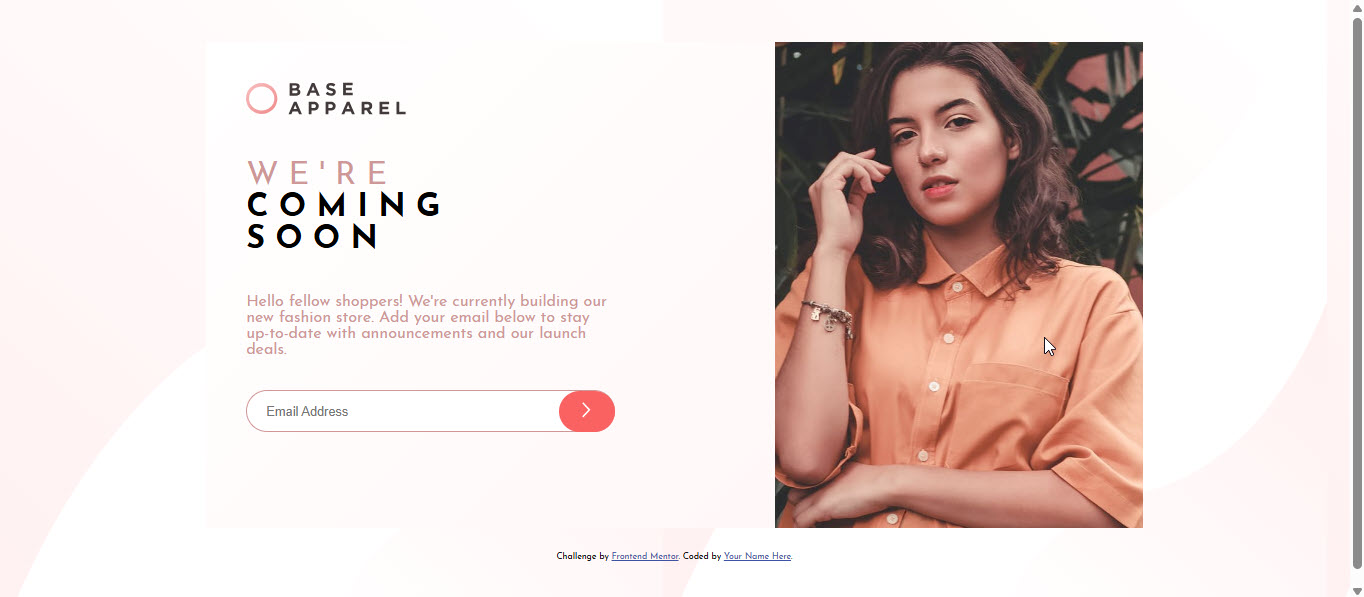 BASE
APPAREL
WE'RE
COMING
SOON
Hello fellow shoppers! We're currently building our
new fashion store. Add your email below to stay
up-to-date with announcements and our launch
deals.
Email Address
Challenge by Frontend Mentor. Coded by Your Name Here.